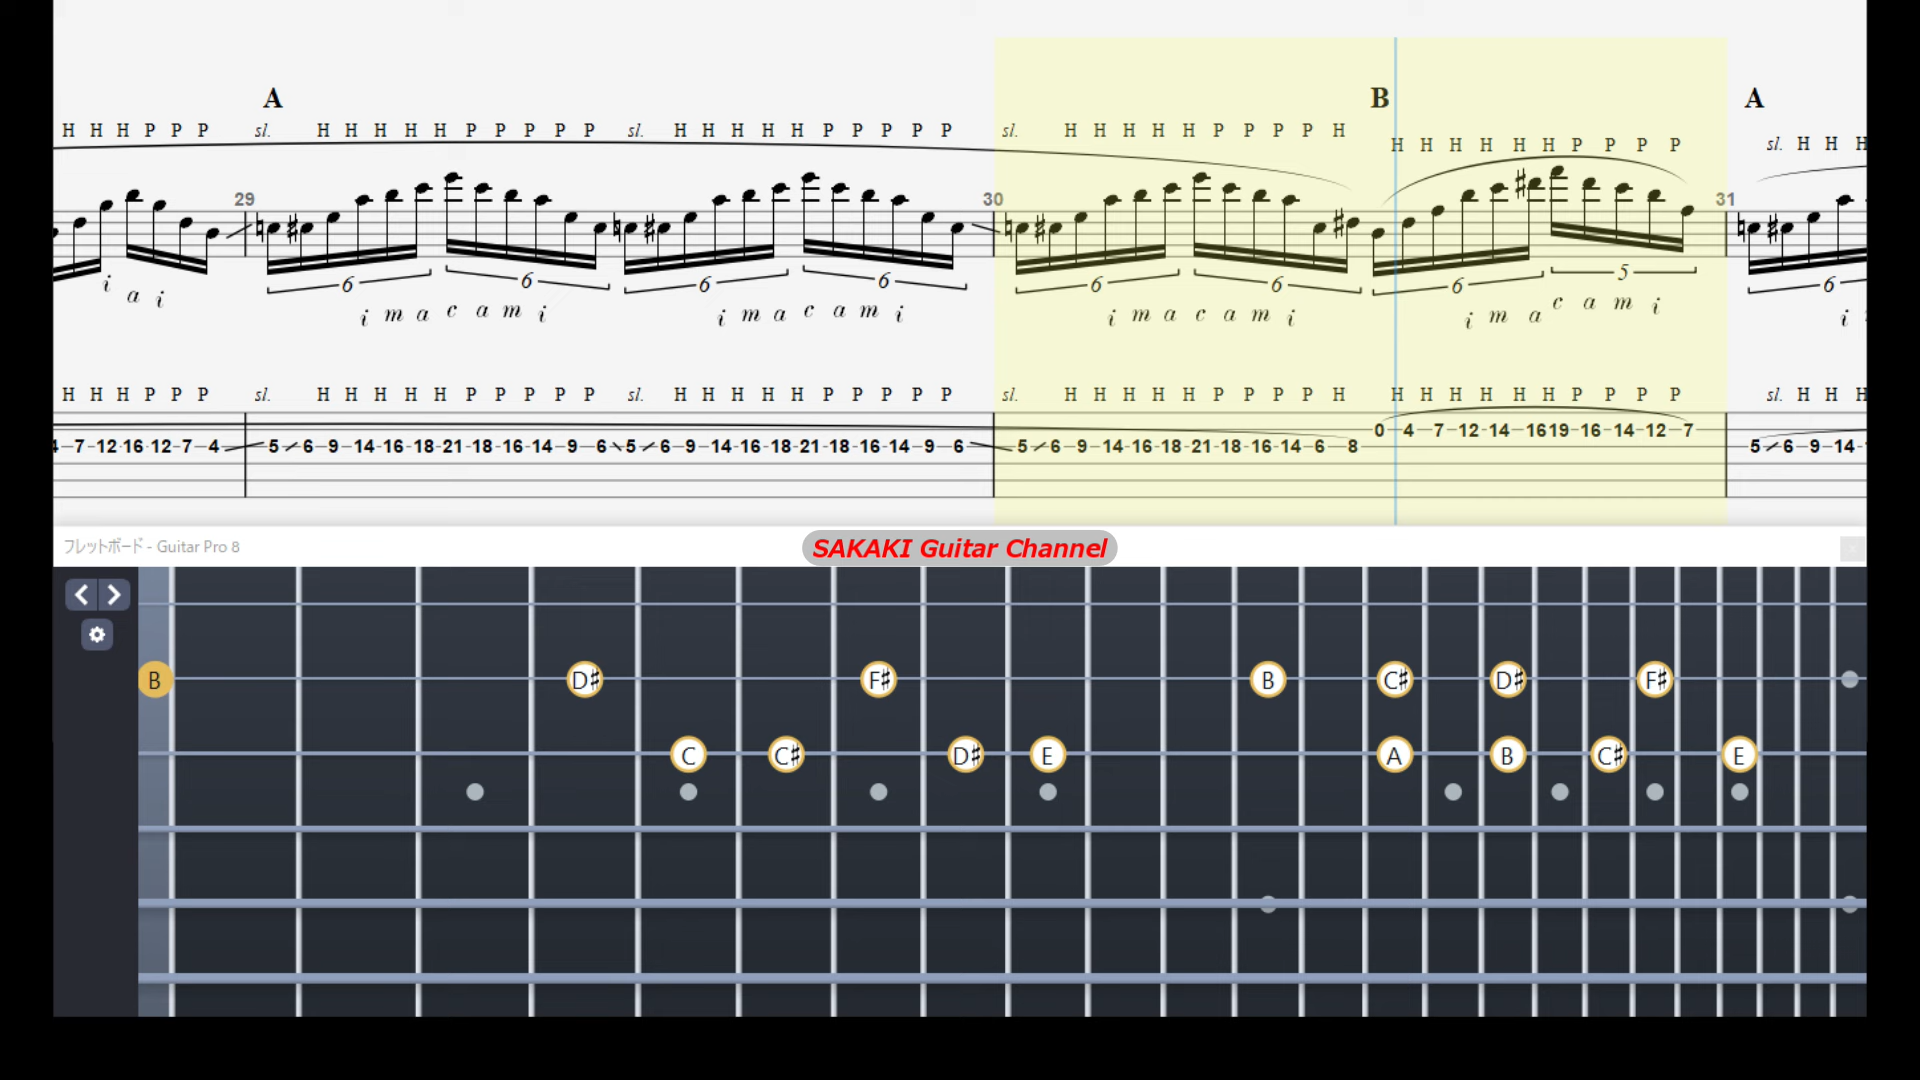 A B A
H H H P P P sl. H H H H H P P P P P sl. H H H H H P P P P P sl. H H H H H P P P P H H H H H H H P P P P sl. H H H
29 30 31
6 6 6 6 6 6 6 5 6
i a i i m a c a m i i m a c a m i i m a c a m i i m a c a m i i
H H H P P P sl. H H H H H P P P P P sl. H H H H H P P P P P sl. H H H H H P P P P H H H H H H H P P P P sl. H H H
0 4 7 12 14 16 19 16 14 12 7
4 7 12 16 12 7 4 5 6 9 14 16 18 21 18 16 14 9 6 5 6 9 14 16 18 21 18 16 14 9 6 5 6 9 14 16 18 21 18 16 14 6 8 5 6 9 14
フレットボード - Guitar Pro 8
SAKAKI Guitar Channel
B D♯ F♯ B C♯ D♯ F♯
C C♯ D♯ E A B C♯ E